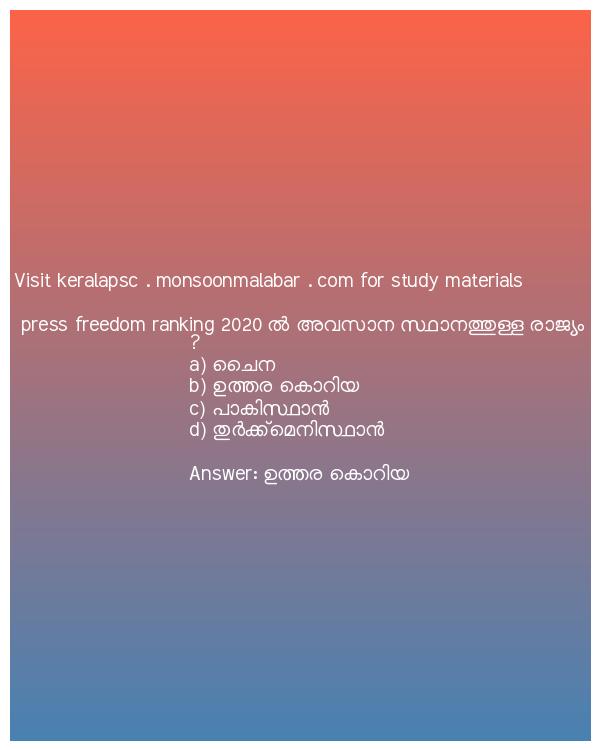 Visit keralapsc . monsoonmalabar . com for study materials
press freedom ranking 2020 ൽ അവസാന സ്ഥാനത്തുള്ള രാജ്യം
?
a) ചൈന
b) ഉത്തര കൊറിയ
c) പാകിസ്ഥാൻ
d) തുർക്ക്മെനിസ്ഥാൻ
Answer: ഉത്തര കൊറിയ